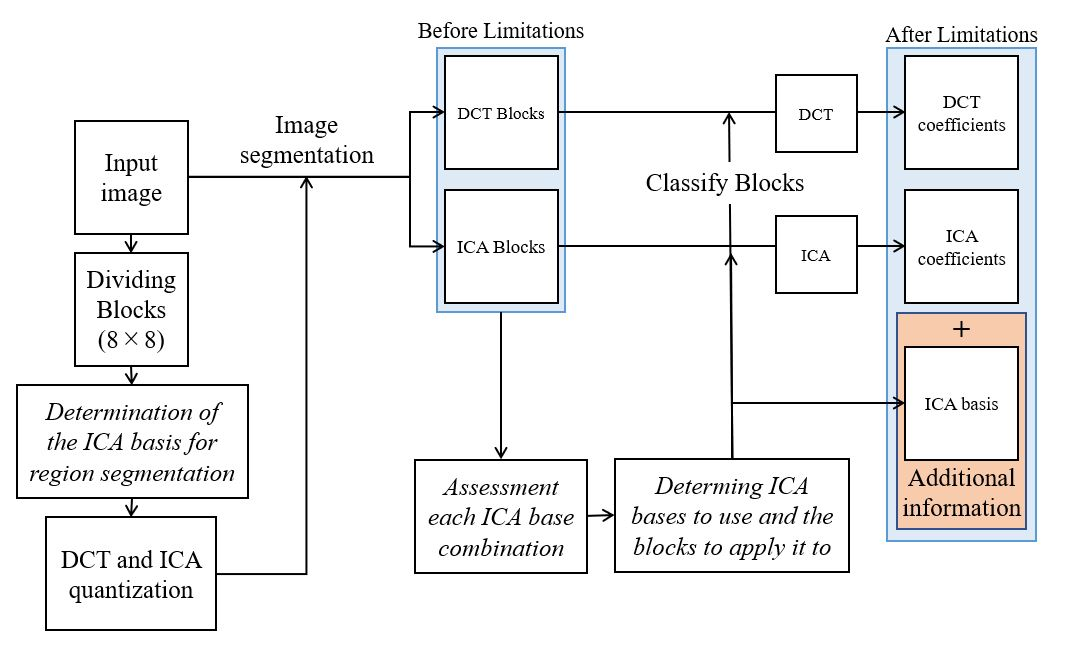 Before Limitations
After Limitations
DCT Blocks
DCT
DCT
coefficients
Image
segmentation
Input
image
Classify Blocks
ICA Blocks
ICA
ICA
coefficients
Dividing
Blocks
(8 × 8)
+
ICA basis
Determination of
the ICA basis for
region segmentation
Additional
information
Assessment
each ICA base
combination
Determing ICA
bases to use and the
blocks to apply it to
DCT and ICA
quantization